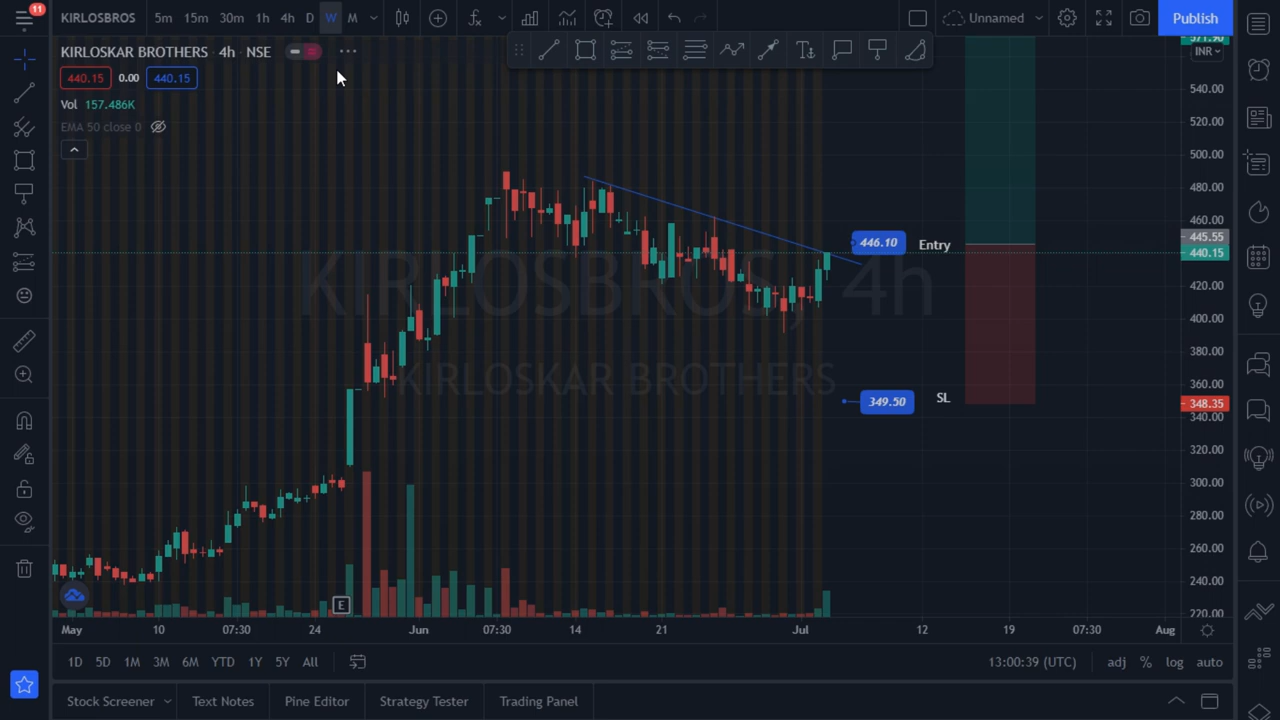 11
KIRLOSBROS 5m 15m 30m 1h 4h D W M Unnamed Publish
KIRLOSKAR BROTHERS · 4h · NSE
440.15 0.00 440.15
Vol 157.486K
EMA 50 close 0
INR
540.00
520.00
500.00
480.00
460.00
445.55
440.15
420.00
400.00
380.00
360.00
348.35
340.00
320.00
300.00
280.00
260.00
240.00
220.00
446.10 Entry
KIRLOSBROS, 4h
KIRLOSKAR BROTHERS
349.50 SL
E
May 10 07:30 24 Jun 07:30 14 21 Jul 12 19 07:30 Aug
1D 5D 1M 3M 6M YTD 1Y 5Y All 13:00:39 (UTC) adj % log auto
Stock Screener Text Notes Pine Editor Strategy Tester Trading Panel